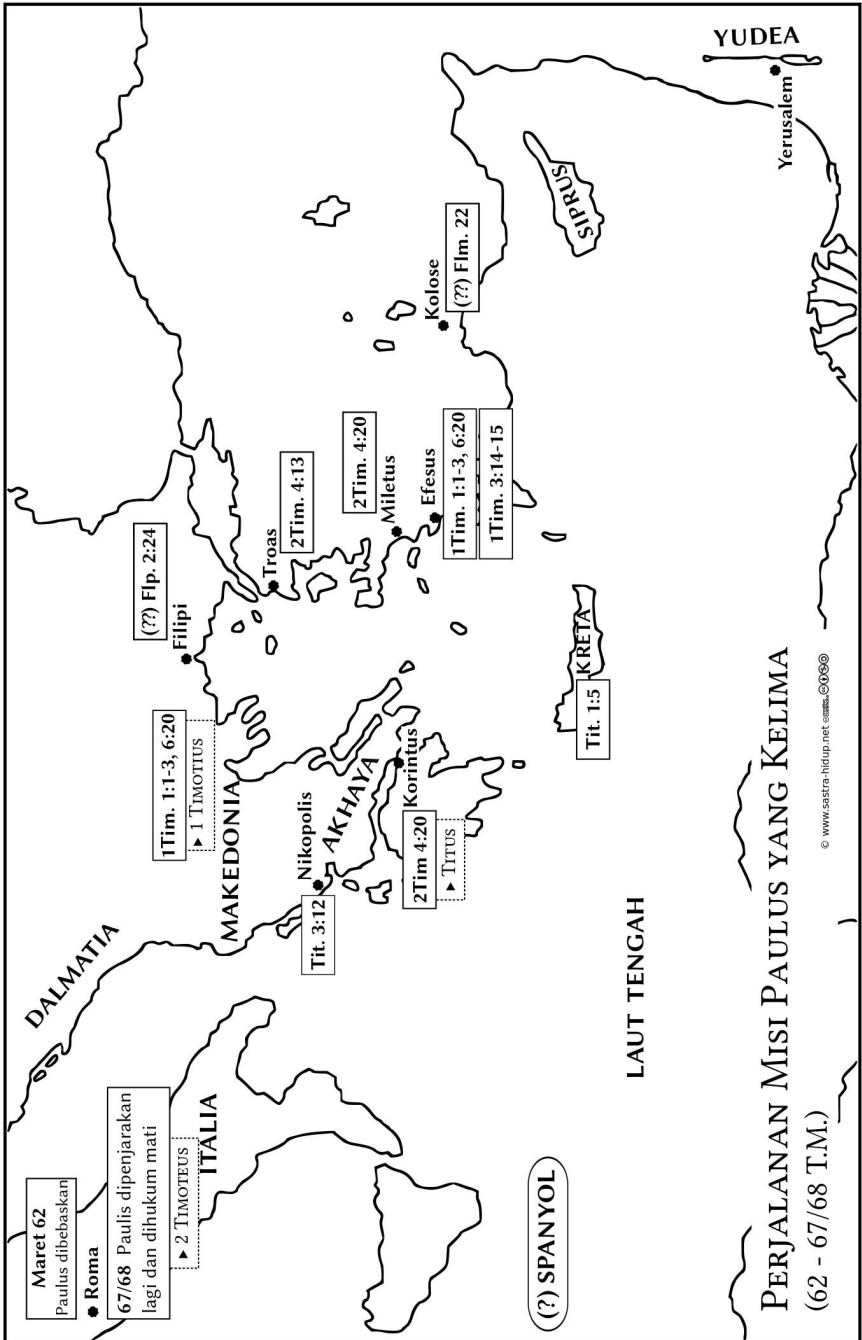 Maret 62
Paulus dibebaskan
Roma
67/68 Paulis dipenjarakan
lagi dan dihukum mati
▸ 2 TIMOTEUS
ITALIA
DALMATIA
MAKEDONIA
1Tim. 1:1-3, 6:20
▸ 1 TIMOTIUS
(??) Flp. 2:24
Filipi
Troas
2Tim. 4:13
2Tim. 4:20
Miletus
Efesus
1Tim. 1:1-3, 6:20
1Tim. 3:14-15
Kolose
(??) Flm. 22
SIPRUS
YUDEA
Yerusalem
Nikopolis
Tit. 3:12
AKHAYA
Korintus
2Tim 4:20
▸ TITUS
KRETA
Tit. 1:5
LAUT TENGAH
(?) SPANYOL
PERJALANAN MISI PAULUS YANG KELIMA
(62 - 67/68 T.M.)
© www.sastra-hidup.net